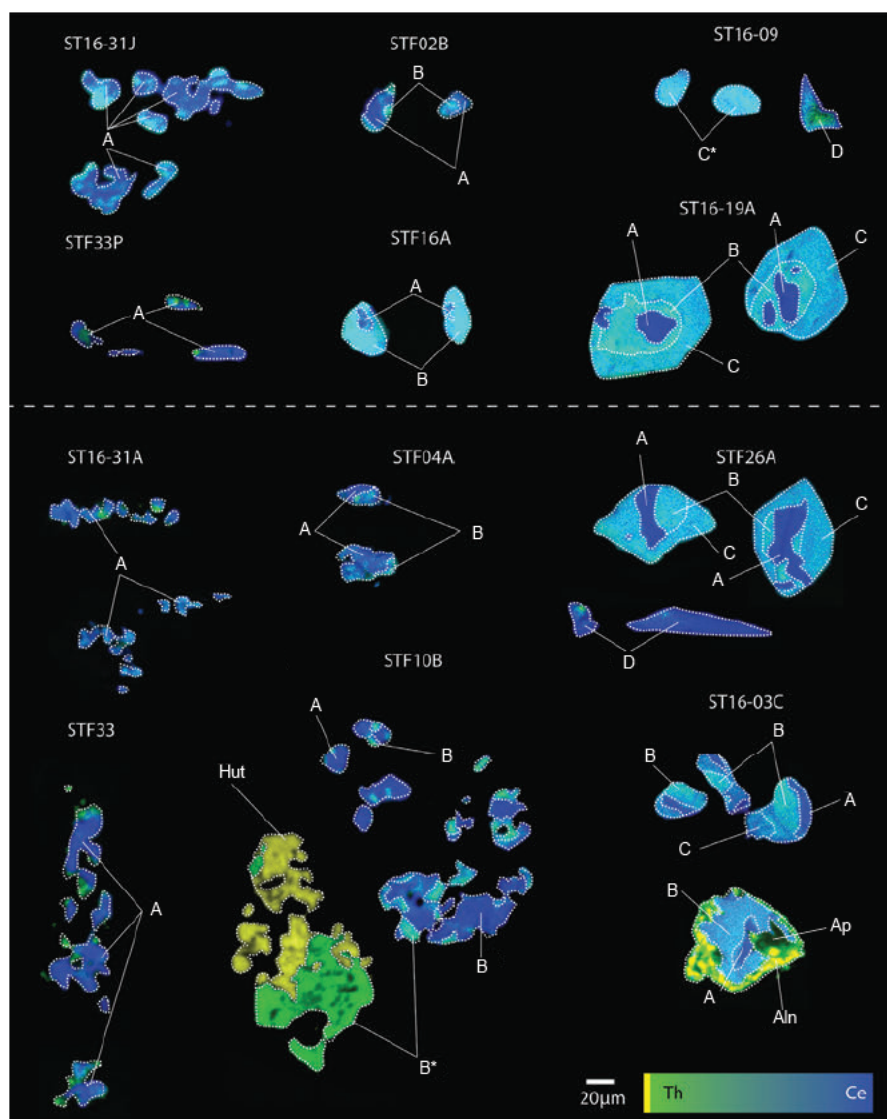 ST16-31J
STF02B
ST16-09
B
A
A
C*
D
STF33P
STF16A
ST16-19A
A
A
B
C
A
A
B
C
ST16-31A
STF04A
STF26A
A
B
A
B
C
A
C
A
D
STF10B
STF33
A
B
ST16-03C
B
B
Hut
A
C
A
B
B
Ap
A
Aln
B*
20µm
Th
Ce